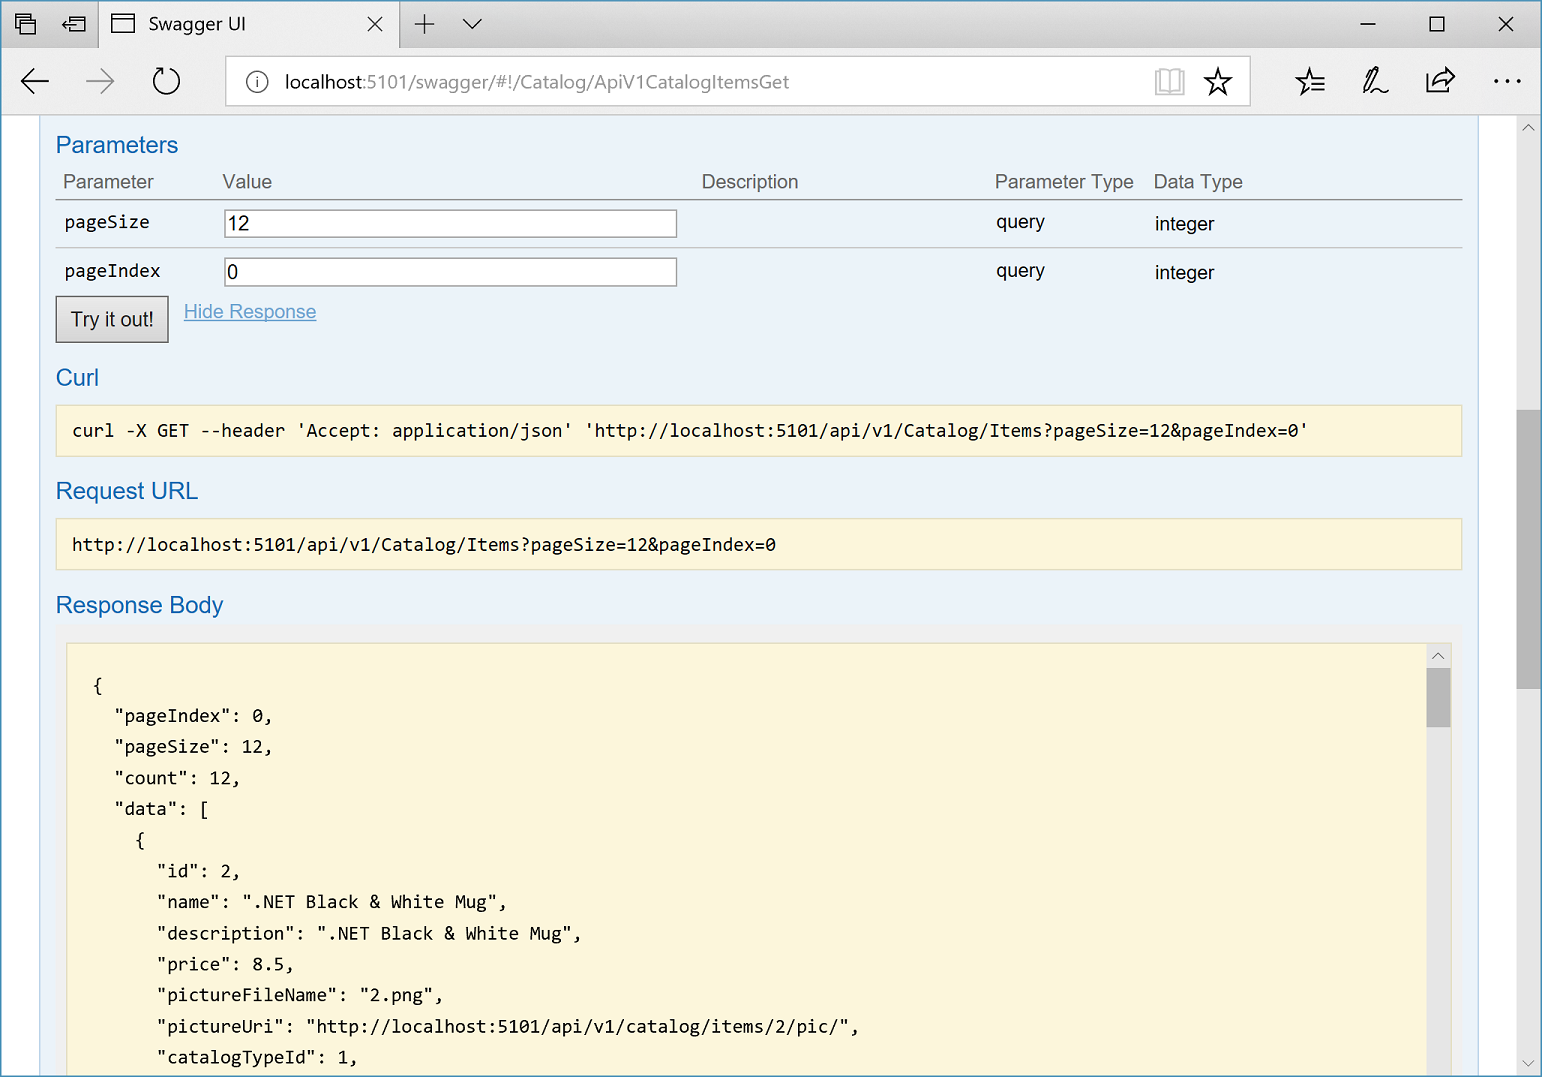 Swagger UI
localhost:5101/swagger/#!/Catalog/ApiV1CatalogItemsGet
Parameters
Parameter Value Description Parameter Type Data Type
pageSize 12 query integer
pageIndex 0 query integer
Try it out! Hide Response
Curl
curl -X GET --header 'Accept: application/json' 'http://localhost:5101/api/v1/Catalog/Items?pageSize=12&pageIndex=0'
Request URL
http://localhost:5101/api/v1/Catalog/Items?pageSize=12&pageIndex=0
Response Body
{
"pageIndex": 0,
"pageSize": 12,
"count": 12,
"data": [
{
"id": 2,
"name": ".NET Black & White Mug",
"description": ".NET Black & White Mug",
"price": 8.5,
"pictureFileName": "2.png",
"pictureUri": "http://localhost:5101/api/v1/catalog/items/2/pic/",
"catalogTypeId": 1,